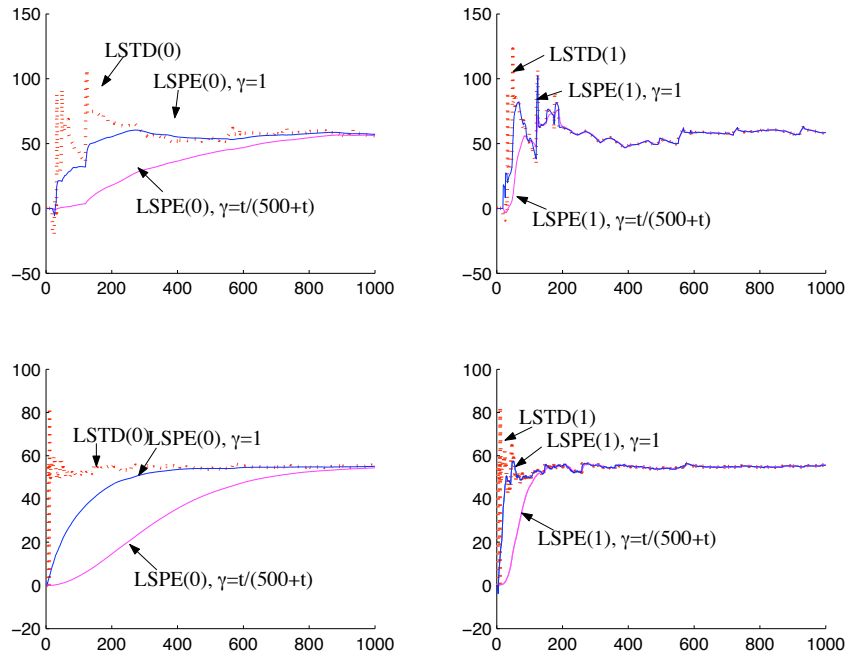 150
100
50
0
−50
0 200 400 600 800 1000
LSTD(0)
LSPE(0), γ=1
LSPE(0), γ=t/(500+t)
150
100
50
0
−50
0 200 400 600 800 1000
LSTD(1)
LSPE(1), γ=1
LSPE(1), γ=t/(500+t)
100
80
60
40
20
0
−20
0 200 400 600 800 1000
LSTD(0)
LSPE(0), γ=1
LSPE(0), γ=t/(500+t)
100
80
60
40
20
0
−20
0 200 400 600 800 1000
LSTD(1)
LSPE(1), γ=1
LSPE(1), γ=t/(500+t)